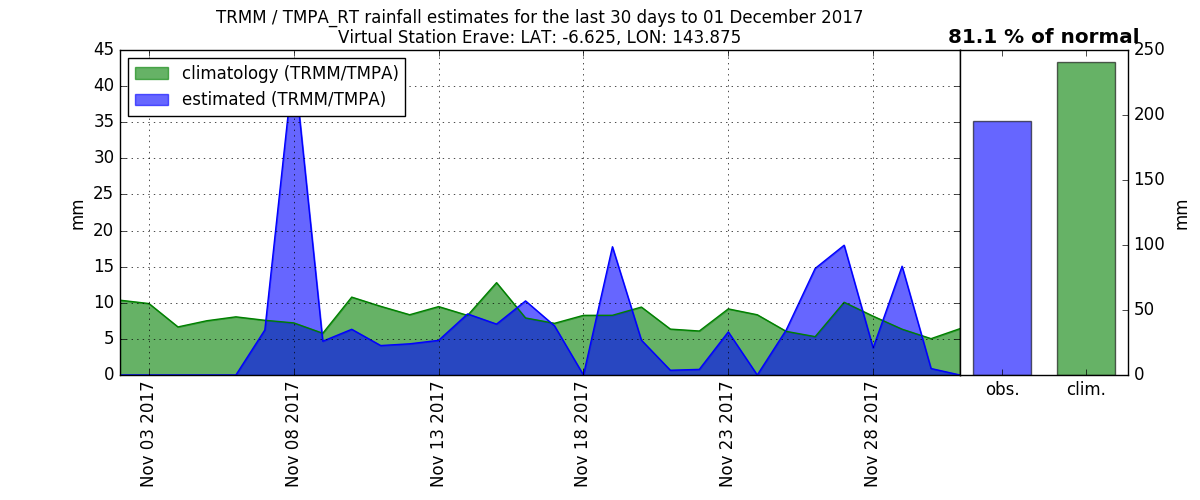 TRMM / TMPA_RT rainfall estimates for the last 30 days to 01 December 2017
Virtual Station Erave: LAT: -6.625, LON: 143.875
81.1 % of normal
climatology (TRMM/TMPA)
estimated (TRMM/TMPA)
45
40
35
30
25
20
15
10
5
0
mm
Nov 03 2017
Nov 08 2017
Nov 13 2017
Nov 18 2017
Nov 23 2017
Nov 28 2017
250
200
150
100
50
0
mm
obs.
clim.